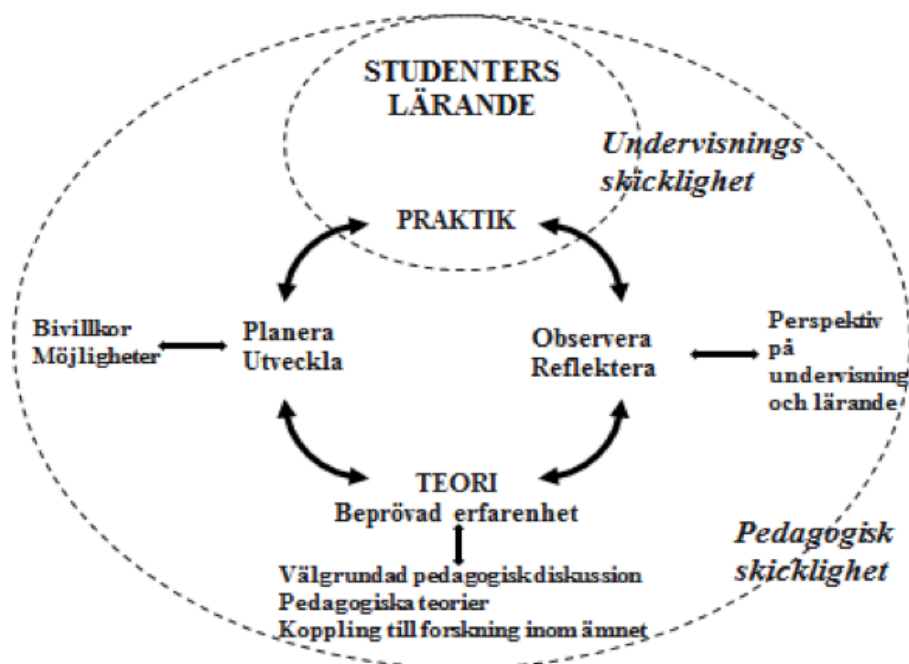 STUDENTERS
LÄRANDE
Undervisnings
skicklighet
PRAKTIK
Bivillkor
Möjligheter
Planera
Utveckla
Observera
Reflektera
Perspektiv
på
undervisning
och lärande
TEORI
Beprövad erfarenhet
Välgrundad pedagogisk diskussion
Pedagogiska teorier
Koppling till forskning inom ämnet
Pedagogisk
skicklighet